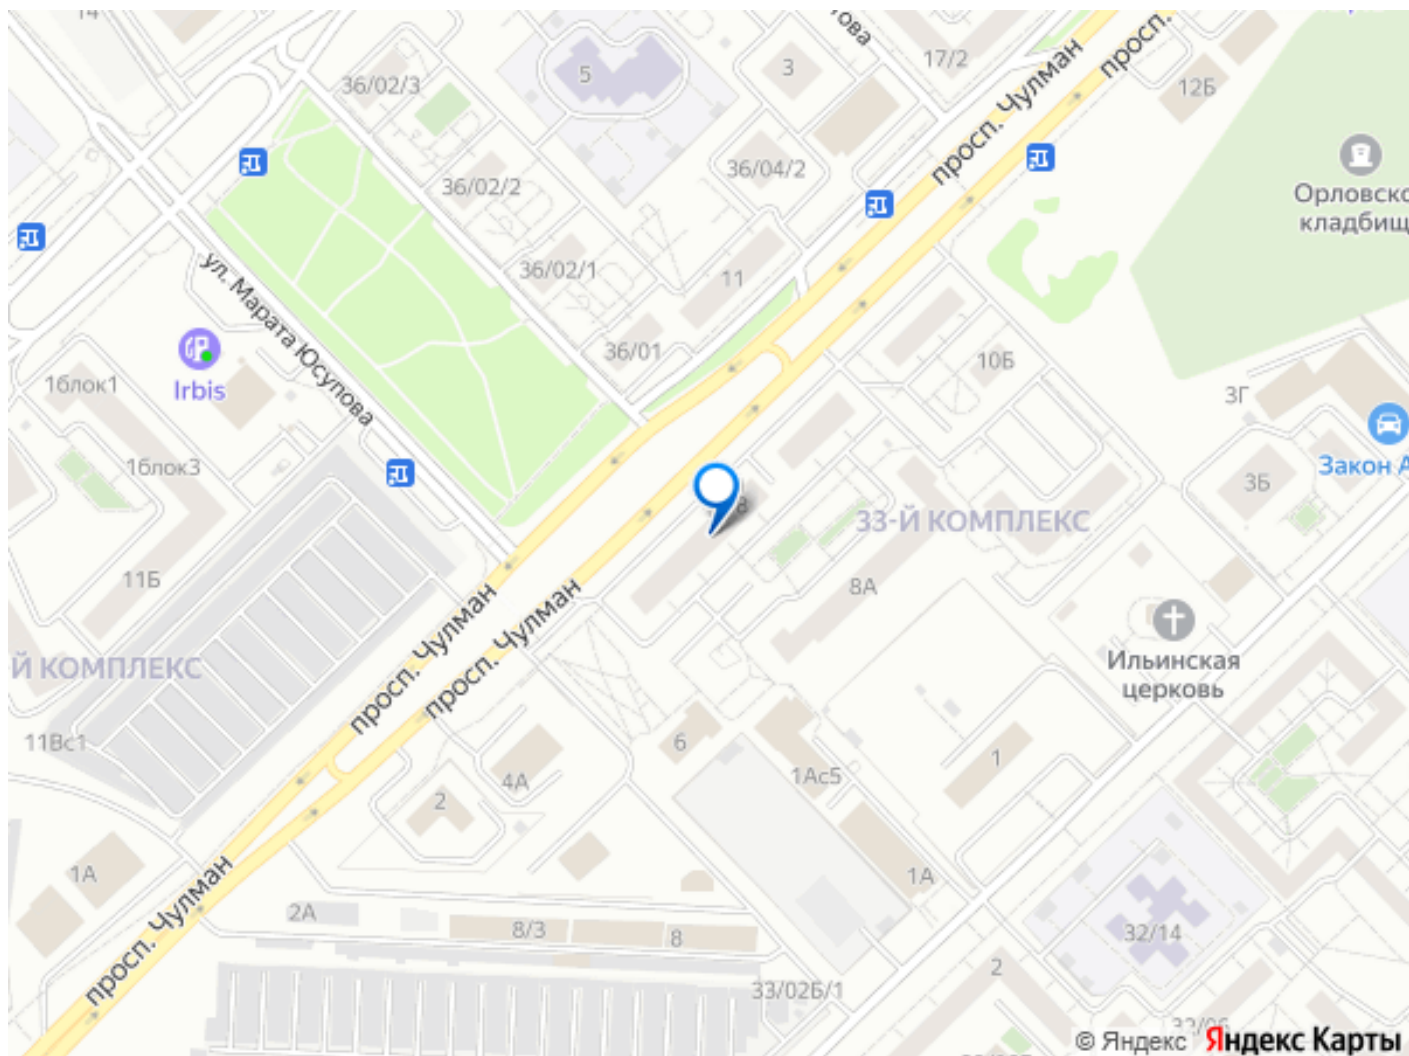 14
36/02/3
5
3
ова
17/2
просп. Чулман
просп.
12Б
36/02/2
36/04/2
Орловско
кладбищ
ул. Марата Юсупова
36/02/1
11
36/01
10Б
1блок1
Irbis
3Г
1блок3
Закон А
3Б
33-Й КОМПЛЕКС
11Б
8А
просп. Чулман
просп. Чулман
Й КОМПЛЕКС
Ильинская
церковь
11Вс1
6
1
4А
1Ас5
2
1А
1А
просп. Чулман
2А
8/3
8
32/14
2
33/02Б/1
© Яндекс
Яндекс Карты